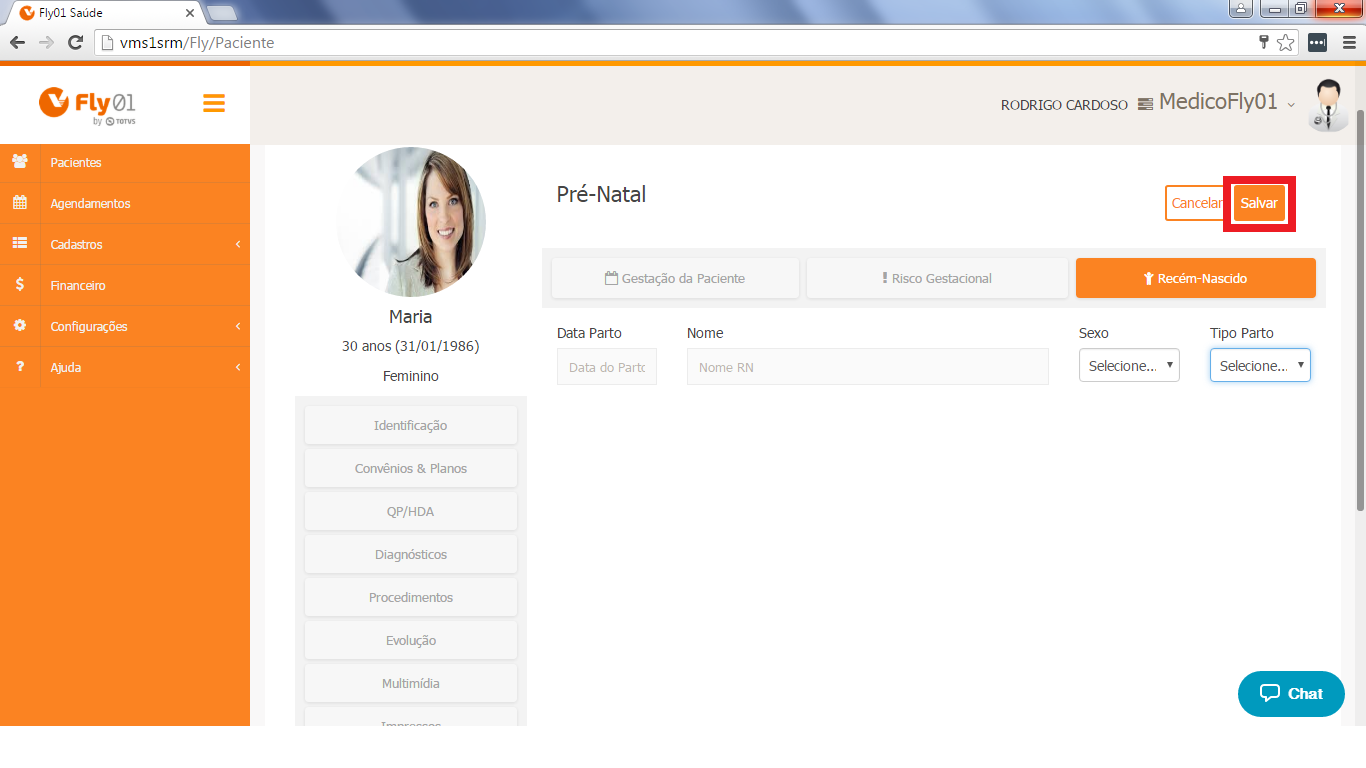 Fly01 Saúde
vms1srm/Fly/Paciente
Fly01
by TOTVS
RODRIGO CARDOSO MedicoFly01
Pacientes
Agendamentos
Cadastros
Financeiro
Configurações
Ajuda
Maria
30 anos (31/01/1986)
Feminino
Identificação
Convênios & Planos
QP/HDA
Diagnósticos
Procedimentos
Evolução
Multimídia
Impressos
Pré-Natal
Cancelar Salvar
Gestação da Paciente Risco Gestacional Recém-Nascido
Data Parto Nome Sexo Tipo Parto
Data do Parto Nome RN Selecione... Selecione...
Chat